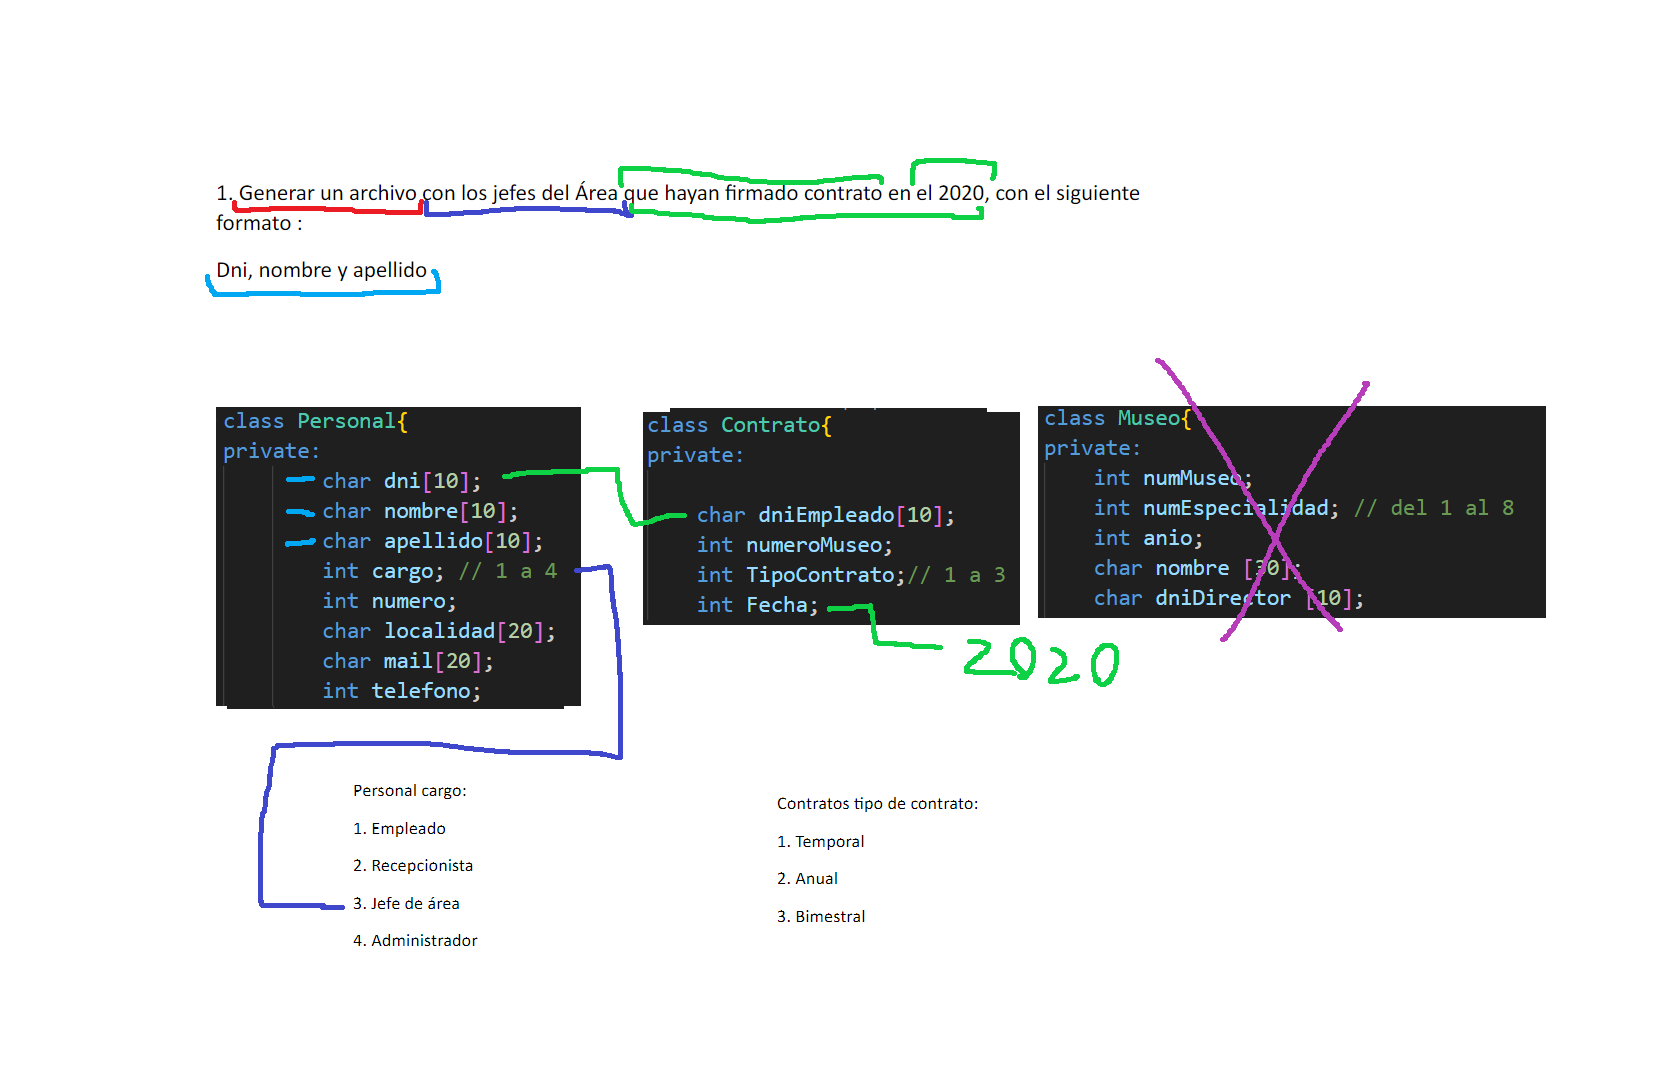 1. Generar un archivo con los jefes del Área que hayan firmado contrato en el 2020, con el siguiente
formato :
Dni, nombre y apellido
class Personal{
private:
char dni[10];
char nombre[10];
char apellido[10];
int cargo; // 1 a 4
int numero;
char localidad[20];
char mail[20];
int telefono;
class Contrato{
private:
char dniEmpleado[10];
int numeroMuseo;
int TipoContrato;// 1 a 3
int Fecha;
2020
class Museo{
private:
int numMuseo;
int numEspecialidad; // del 1 al 8
int anio;
char nombre [30];
char dniDirector [10];
Personal cargo:
1. Empleado
2. Recepcionista
3. Jefe de área
4. Administrador
Contratos tipo de contrato:
1. Temporal
2. Anual
3. Bimestral